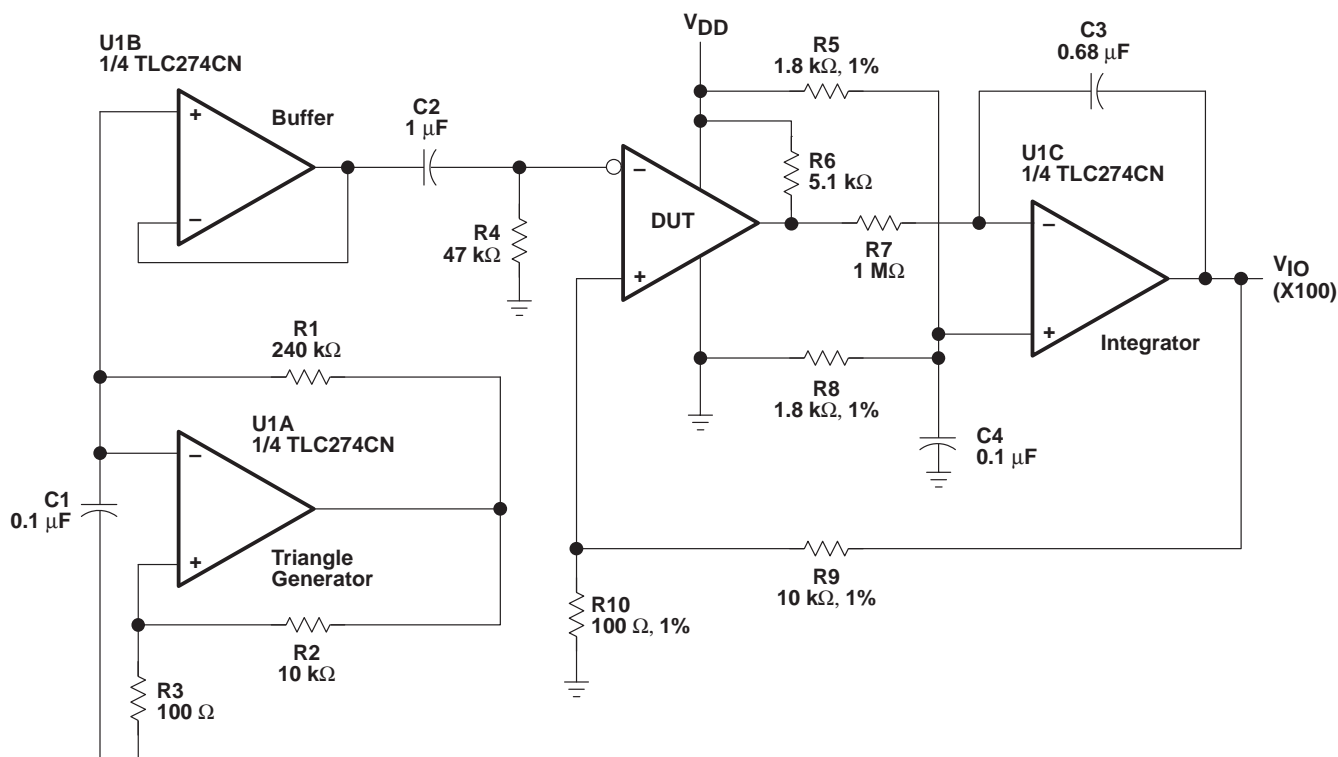 U1B
1/4 TLC274CN
Buffer
C2
1 μF
R4
47 kΩ
VDD
R5
1.8 kΩ, 1%
R6
5.1 kΩ
DUT
R7
1 MΩ
C3
0.68 μF
U1C
1/4 TLC274CN
Integrator
VIO
(X100)
R8
1.8 kΩ, 1%
C4
0.1 μF
R1
240 kΩ
U1A
1/4 TLC274CN
C1
0.1 μF
Triangle
Generator
R2
10 kΩ
R3
100 Ω
R9
10 kΩ, 1%
R10
100 Ω, 1%
+
−
−
+
−
+
−
+